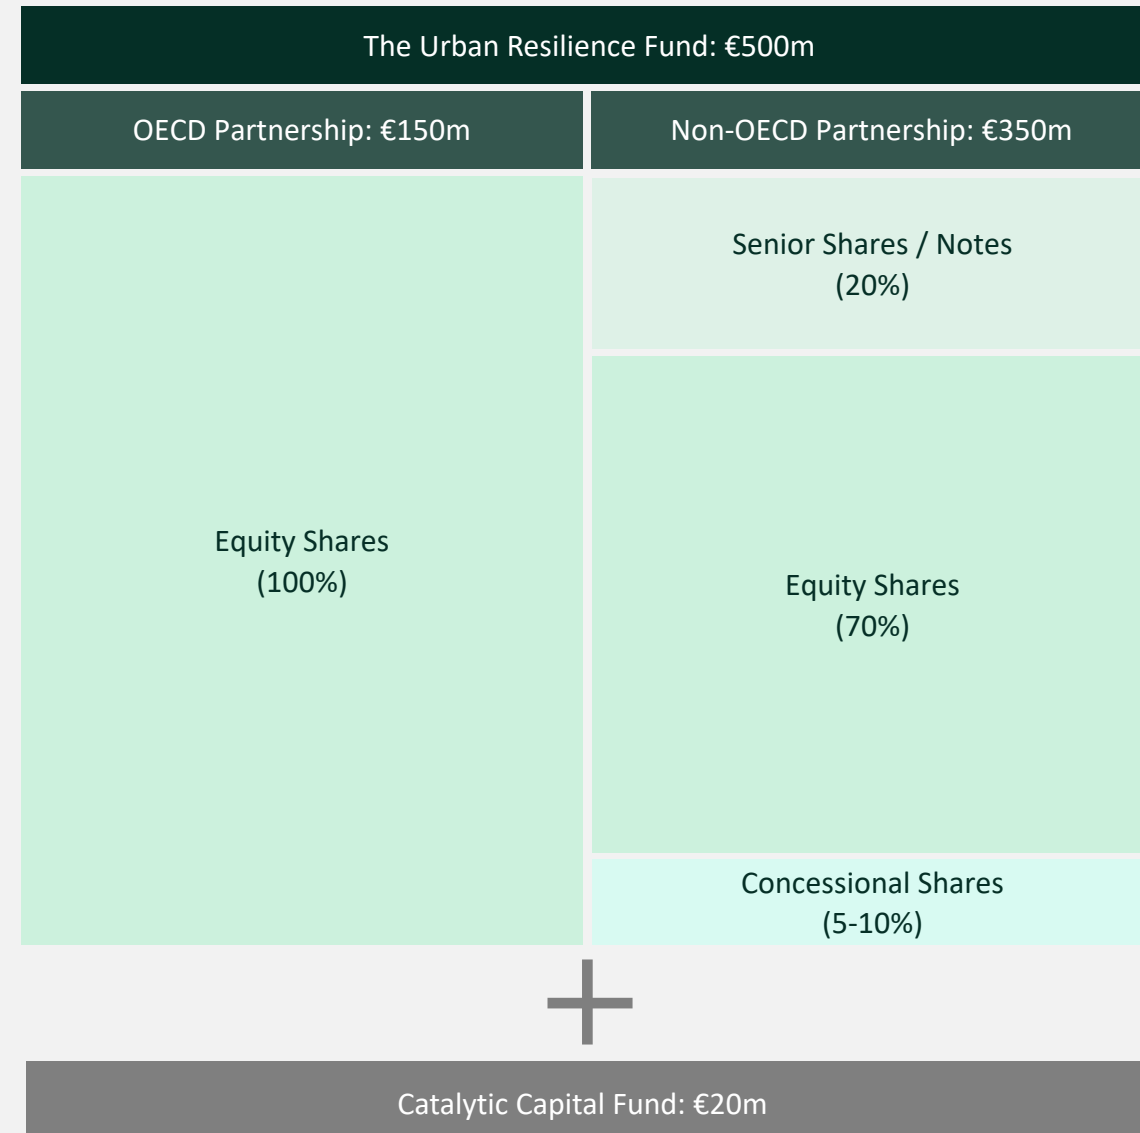 The Urban Resilience Fund: €500m
OECD Partnership: €150m
Non-OECD Partnership: €350m
Senior Shares / Notes
(20%)
Equity Shares
(100%)
Equity Shares
(70%)
Concessional Shares
(5-10%)
Catalytic Capital Fund: €20m